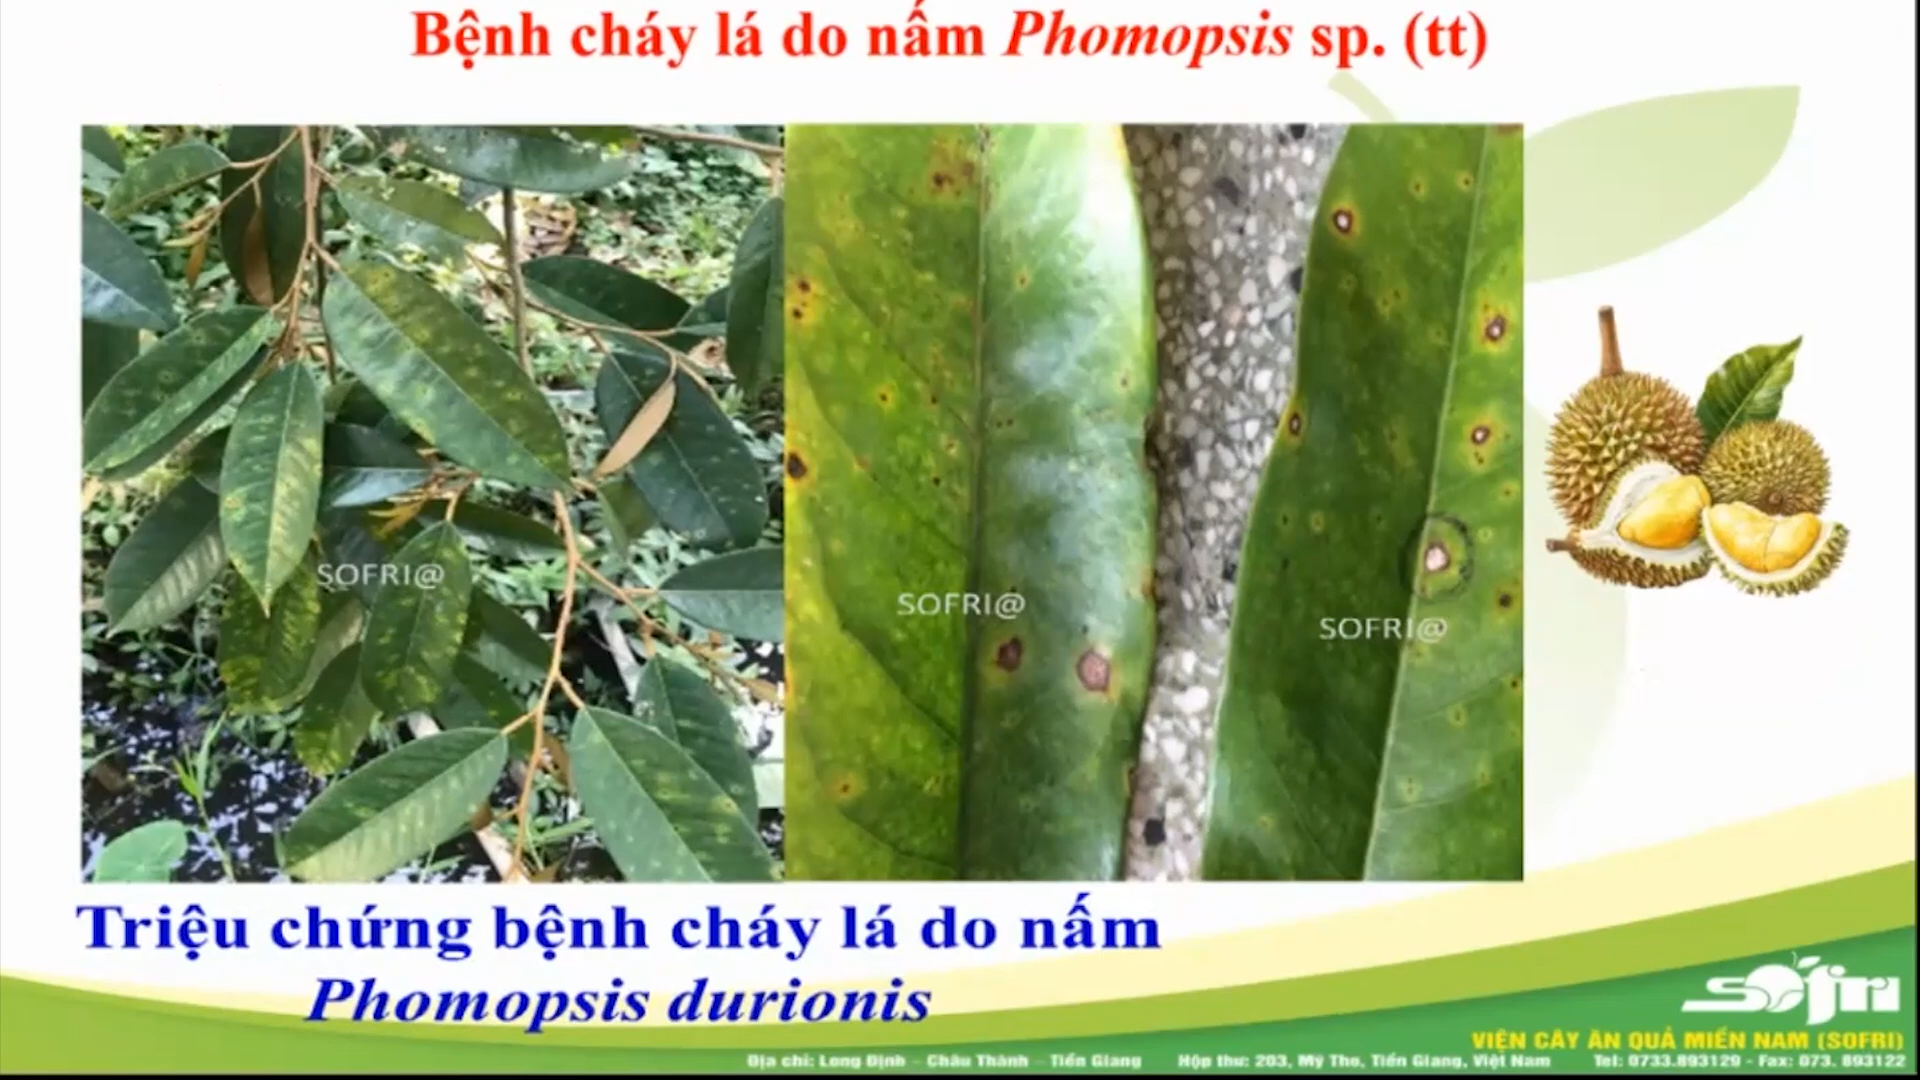 Bệnh cháy lá do nấm Phomopsis sp. (tt)
SOFRI@
SOFRI@
SOFRI@
Triệu chứng bệnh cháy lá do nấm
Phomopsis durionis
sofri
VIỆN CÂY ĂN QUẢ MIỀN NAM (SOFRI)
Địa chỉ: Long Định – Châu Thành – Tiền Giang Hộp thư: 203, Mỹ Tho, Tiền Giang, Việt Nam Tel: 0733.893129 - Fax: 073. 893122